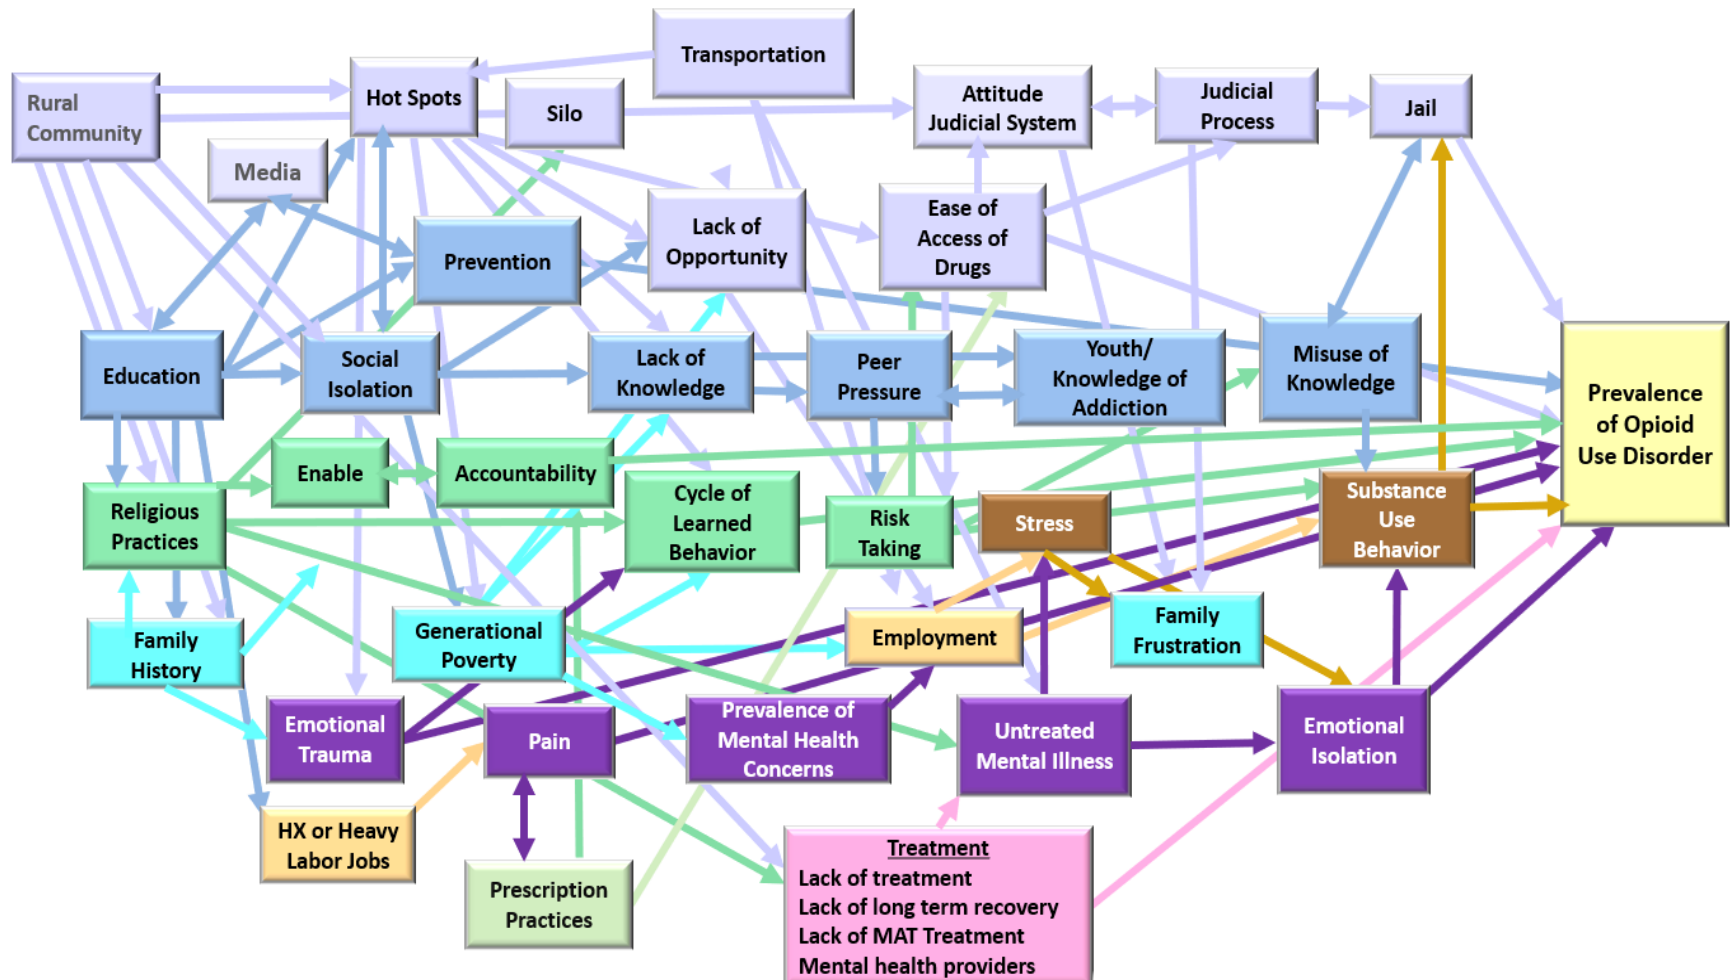 Transportation
Rural
Community
Hot Spots
Silo
Attitude
Judicial System
Judicial
Process
Jail
Media
Prevention
Lack of
Opportunity
Ease of
Access of
Drugs
Education
Social
Isolation
Lack of
Knowledge
Peer
Pressure
Youth/
Knowledge of
Addiction
Misuse of
Knowledge
Prevalence
of Opioid
Use Disorder
Enable
Accountability
Religious
Practices
Cycle of
Learned
Behavior
Risk
Taking
Stress
Substance
Use
Behavior
Family
History
Generational
Poverty
Employment
Family
Frustration
Emotional
Trauma
Pain
Prevalence of
Mental Health
Concerns
Untreated
Mental Illness
Emotional
Isolation
HX or Heavy
Labor Jobs
Prescription
Practices
Treatment
Lack of treatment
Lack of long term recovery
Lack of MAT Treatment
Mental health providers